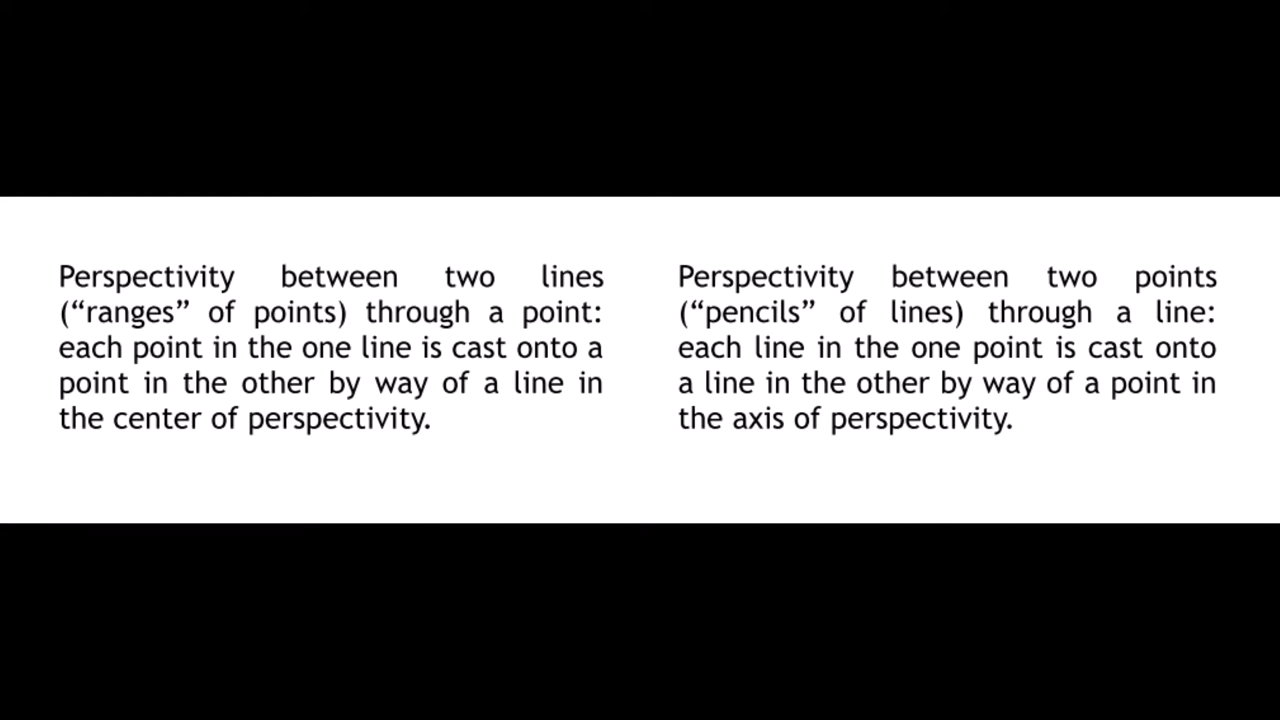 Perspectivity between two lines
(“ranges” of points) through a point:
each point in the one line is cast onto a
point in the other by way of a line in
the center of perspectivity.
Perspectivity between two points
(“pencils” of lines) through a line:
each line in the one point is cast onto
a line in the other by way of a point in
the axis of perspectivity.